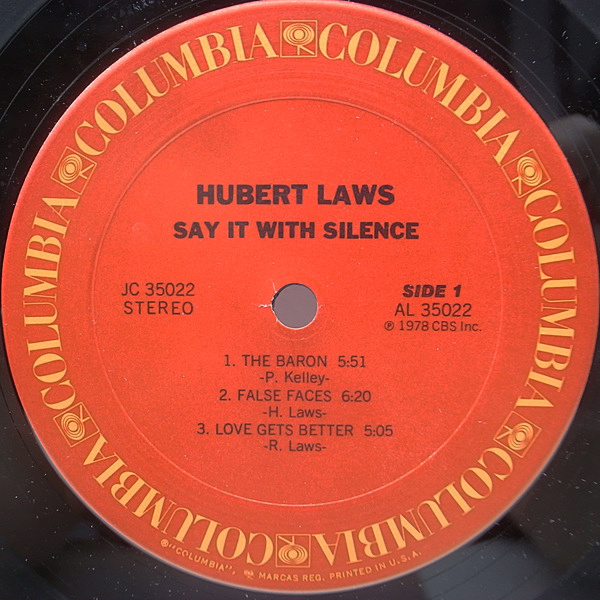 COLUMBIA COLUMBIA COLUMBIA COLUMBIA COLUMBIA COLUMBIA COLUMBIA COLUMBIA
HUBERT LAWS
SAY IT WITH SILENCE
JC 35022
STEREO
SIDE 1
AL 35022
℗ 1978 CBS Inc.
1. THE BARON 5:51
-P. Kelley-
2. FALSE FACES 6:20
-H. Laws-
3. LOVE GETS BETTER 5:05
-R. Laws-
®"COLUMBIA", MARCAS REG. PRINTED IN U.S.A.